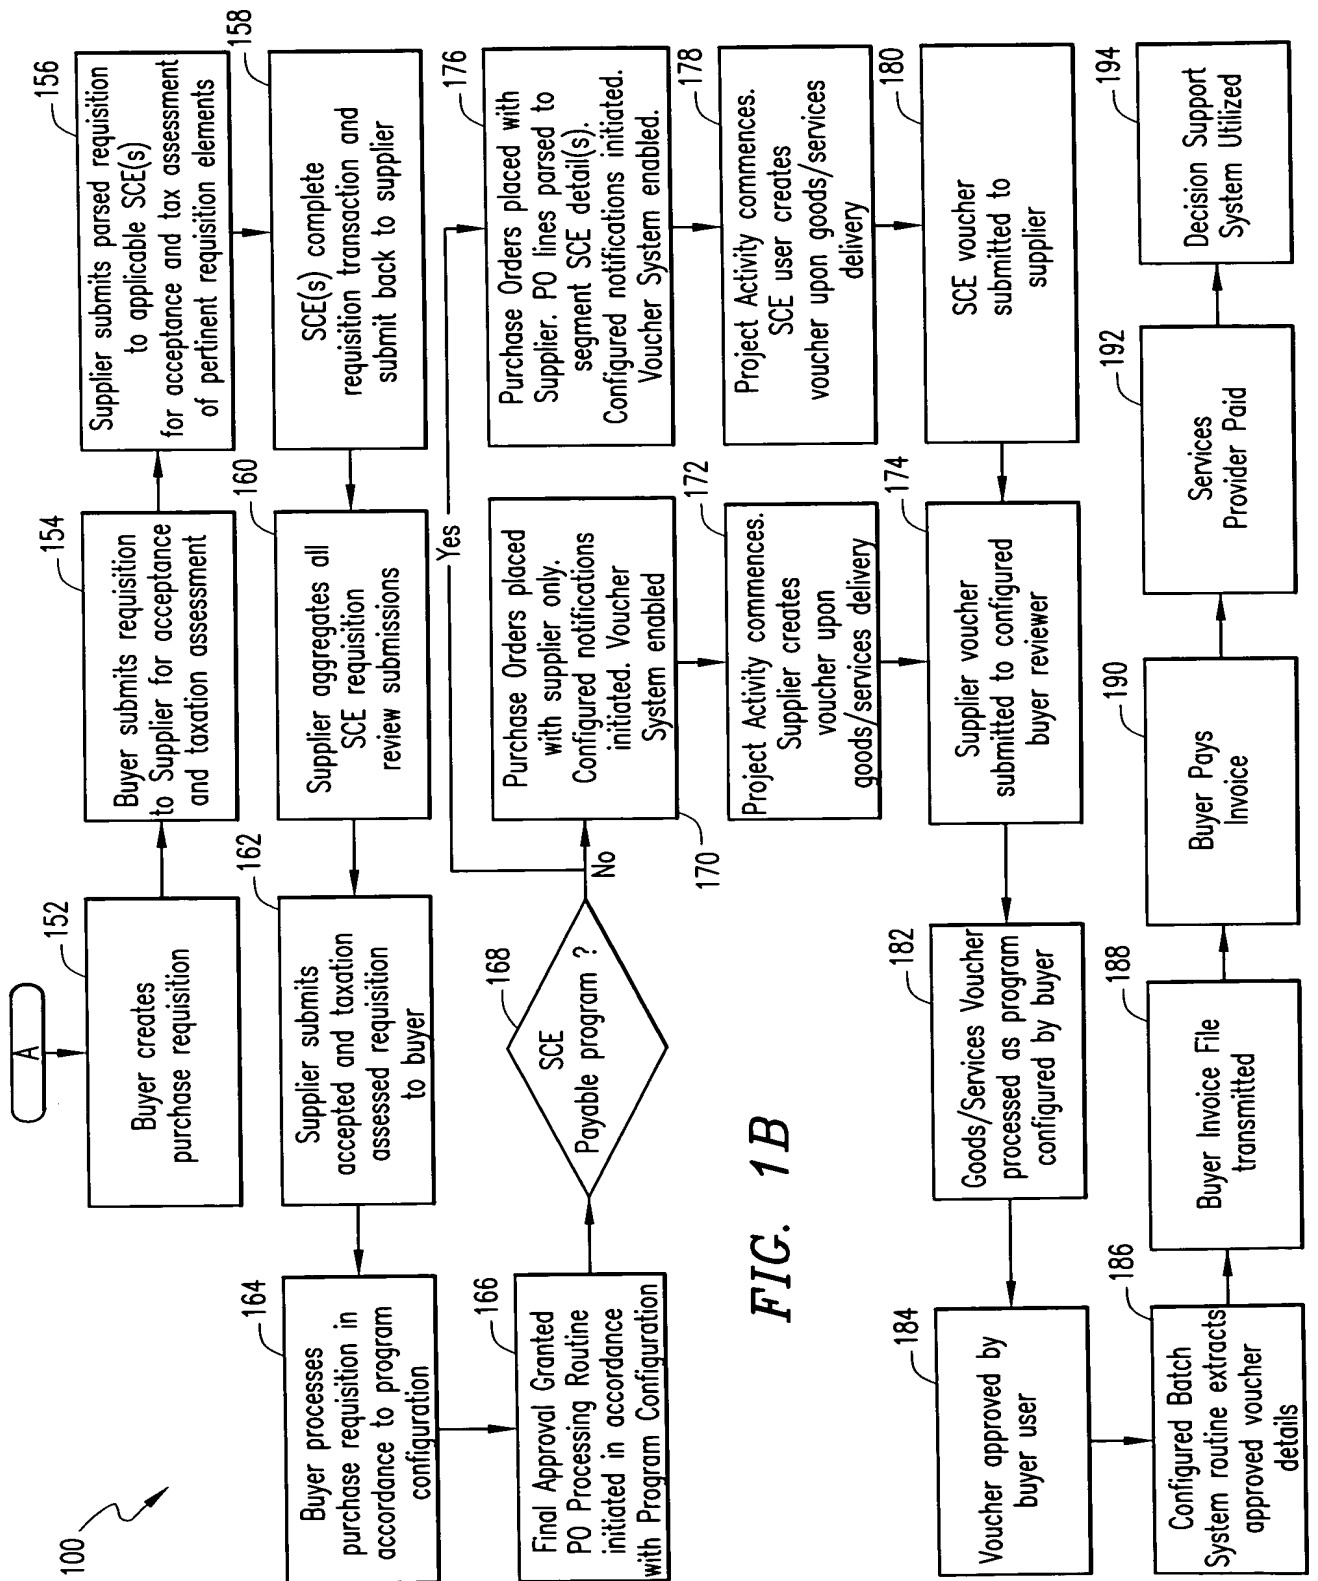 100
A
152
Buyer creates
purchase requisition
154
Buyer submits requisition
to Supplier for acceptance
and taxation assessment
156
Supplier submits parsed requisition
to applicable SCE(s)
for acceptance and tax assessment
of pertinent requisition elements
158
SCE(s) complete
requisition transaction and
submit back to supplier
160
Supplier aggregates all
SCE requisition
review submissions
162
Supplier submits
accepted and taxation
assessed requisition
to buyer
164
Buyer processes
purchase requisition in
accordance to program
configuration
166
Final Approval Granted
PO Processing Routine
initiated in accordance
with Program Configuration
168
SCE
Payable program ?
No
Yes
170
Purchase Orders placed
with supplier only.
Configured notifications
initiated. Voucher
System enabled
172
Project Activity commences.
Supplier creates
voucher upon
goods/services delivery
174
Supplier voucher
submitted to configured
buyer reviewer
176
Purchase Orders placed with
Supplier. PO lines parsed to
segment SCE detail(s).
Configured notifications initiated.
Voucher System enabled.
178
Project Activity commences.
SCE user creates
voucher upon goods/services
delivery
180
SCE voucher
submitted to
supplier
182
Goods/Services Voucher
processed as program
configured by buyer
184
Voucher approved by
buyer user
186
Configured Batch
System routine extracts
approved voucher
details
188
Buyer Invoice File
transmitted
190
Buyer Pays
Invoice
192
Services
Provider Paid
194
Decision Support
System Utilized
FIG. 1B